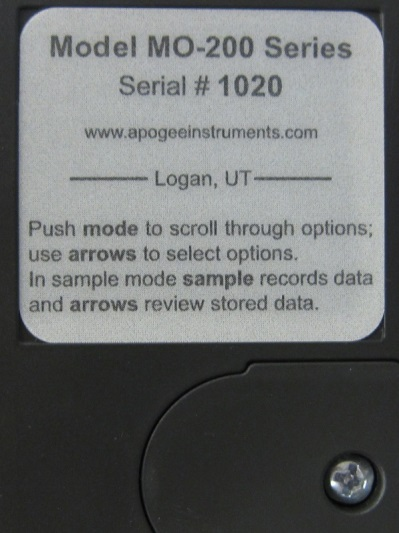 Model MO-200 Series
Serial # 1020
www.apogeeinstruments.com
Logan, UT
Push mode to scroll through options;
use arrows to select options.
In sample mode sample records data
and arrows review stored data.